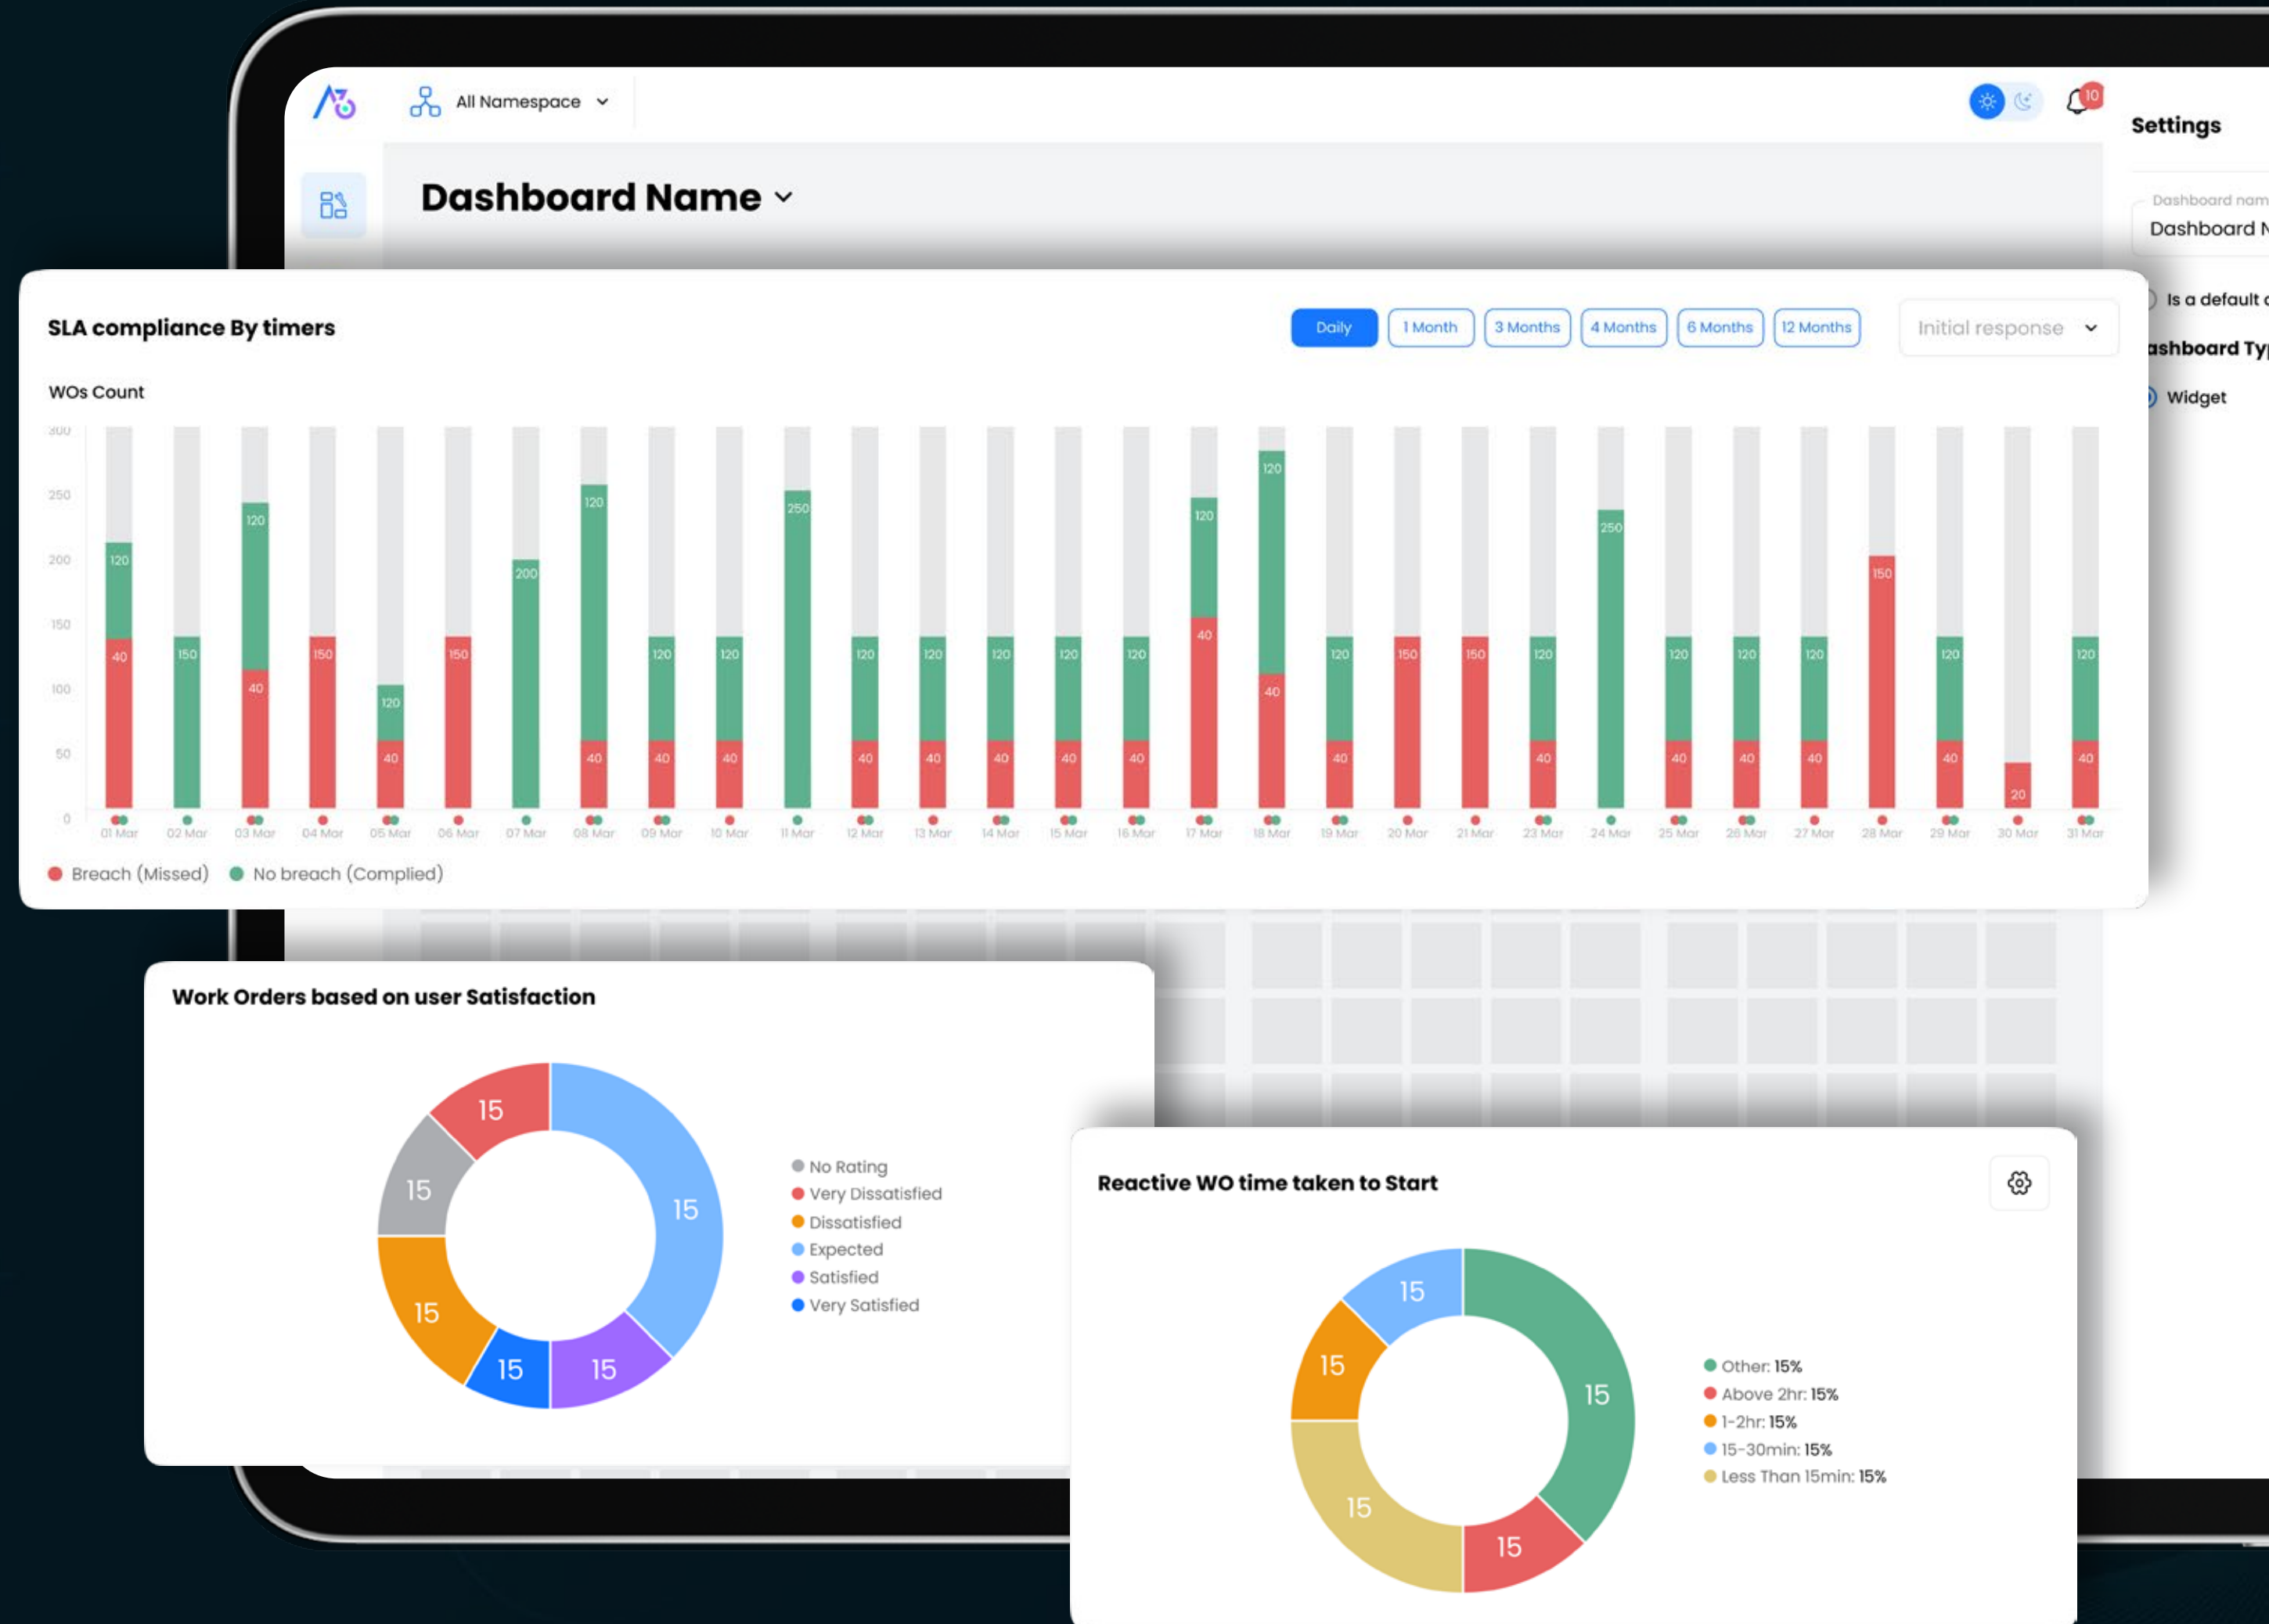 All Namespace
10
Settings
Dashboard Name
Dashboard nam
Dashboard N
Is a default
ashboard Ty
Widget
SLA compliance By timers
Daily
1 Month
3 Months
4 Months
6 Months
12 Months
Initial response
WOs Count
300
250
200
150
100
50
0
120 40
150
120 40
150
120 40
150
200
120 40
120 40
120 40
250
120 40
120 40
120 40
120 40
120 40
120 40
120 40
120 40
150
150
120 40
250
120 40
120 40
120 40
150
120 40
20
120 40
01 Mar 02 Mar 03 Mar 04 Mar 05 Mar 06 Mar 07 Mar 08 Mar 09 Mar 10 Mar 11 Mar 12 Mar 13 Mar 14 Mar 15 Mar 16 Mar 17 Mar 18 Mar 19 Mar 20 Mar 21 Mar 23 Mar 24 Mar 25 Mar 26 Mar 27 Mar 28 Mar 29 Mar 30 Mar 31 Mar
Breach (Missed) No breach (Complied)
Work Orders based on user Satisfaction
15
15
15
15
15
15
No Rating
Very Dissatisfied
Dissatisfied
Expected
Satisfied
Very Satisfied
Reactive WO time taken to Start
15
15
15
15
15
Other: 15%
Above 2hr: 15%
1-2hr: 15%
15-30min: 15%
Less Than 15min: 15%